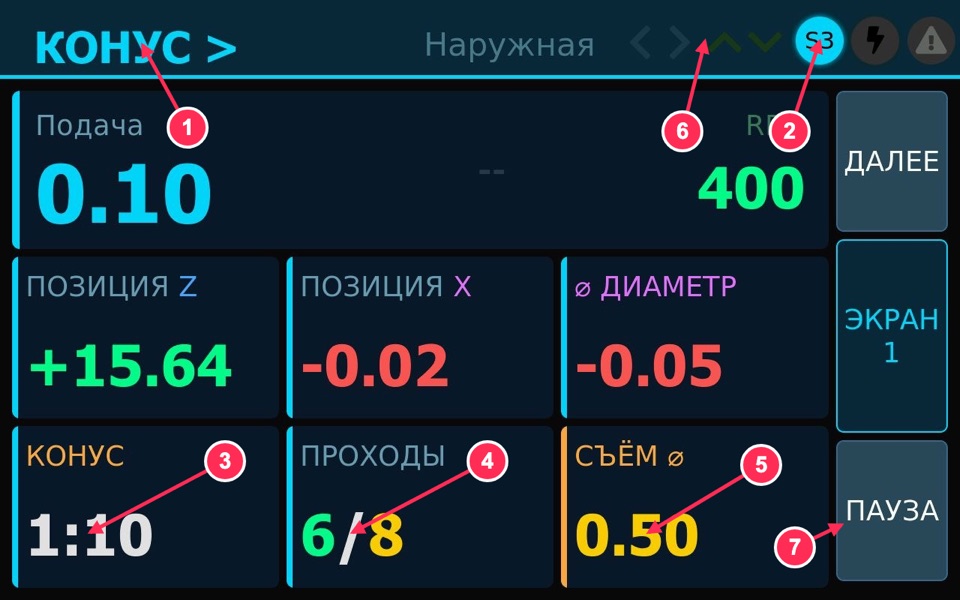 КОНУС >
Наружная
S3
1
6
2
Подача
0.10
--
400
ДАЛЕЕ
ПОЗИЦИЯ Z
+15.64
ПОЗИЦИЯ X
-0.02
⌀ ДИАМЕТР
-0.05
ЭКРАН
1
КОНУС
3
1:10
ПРОХОДЫ
4
6/8
СЪЁМ ⌀
5
0.50
7
ПАУЗА